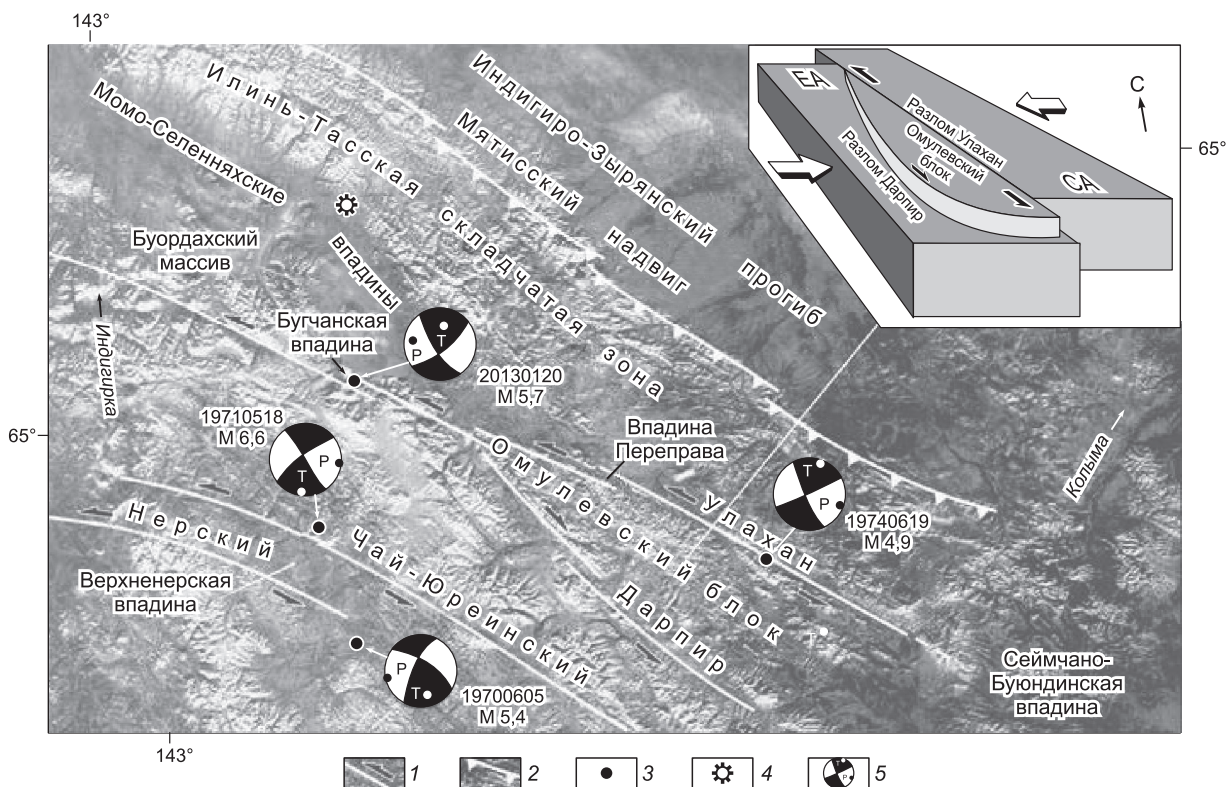 143°
Илинь-Тасская складчатая зона
Момо-Селенняхские
впадины
Мятисский надвиг
Индигиро-Зырянский прогиб
ЕА
СА
С
Разлом Улахан
Омулевский
блок
Разлом Дарпир
65°
Буордахский
массив
Индигирка
Бугчанская
впадина
P
T
20130120
М 5,7
65°
19710518
М 6,6
P
T
Впадина
Переправа
Колыма
T
P
19740619
М 4,9
Омулевский блок
Улахан
Дарпир
Нерский
Чай-Юреинский
Верхненерская
впадина
P
T
19700605
М 5,4
T
Сеймчано-
Буюндинская
впадина
143°
1
2
3
4
T
P
5